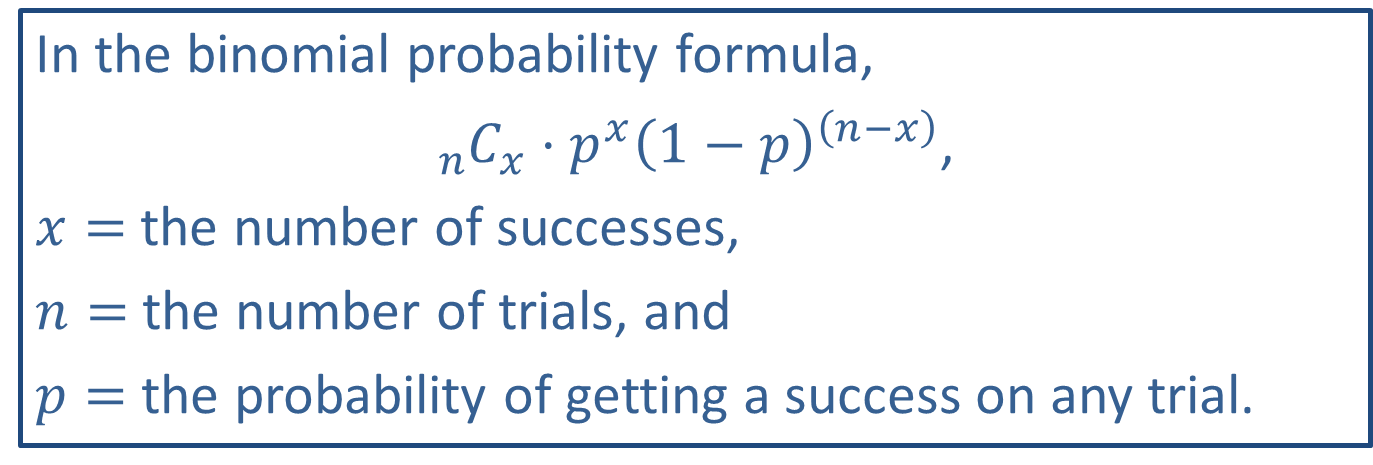 In the binomial probability formula,
ₙCₓ · pˣ(1 − p)⁽ⁿ⁻ˣ⁾,
x = the number of successes,
n = the number of trials, and
p = the probability of getting a success on any trial.